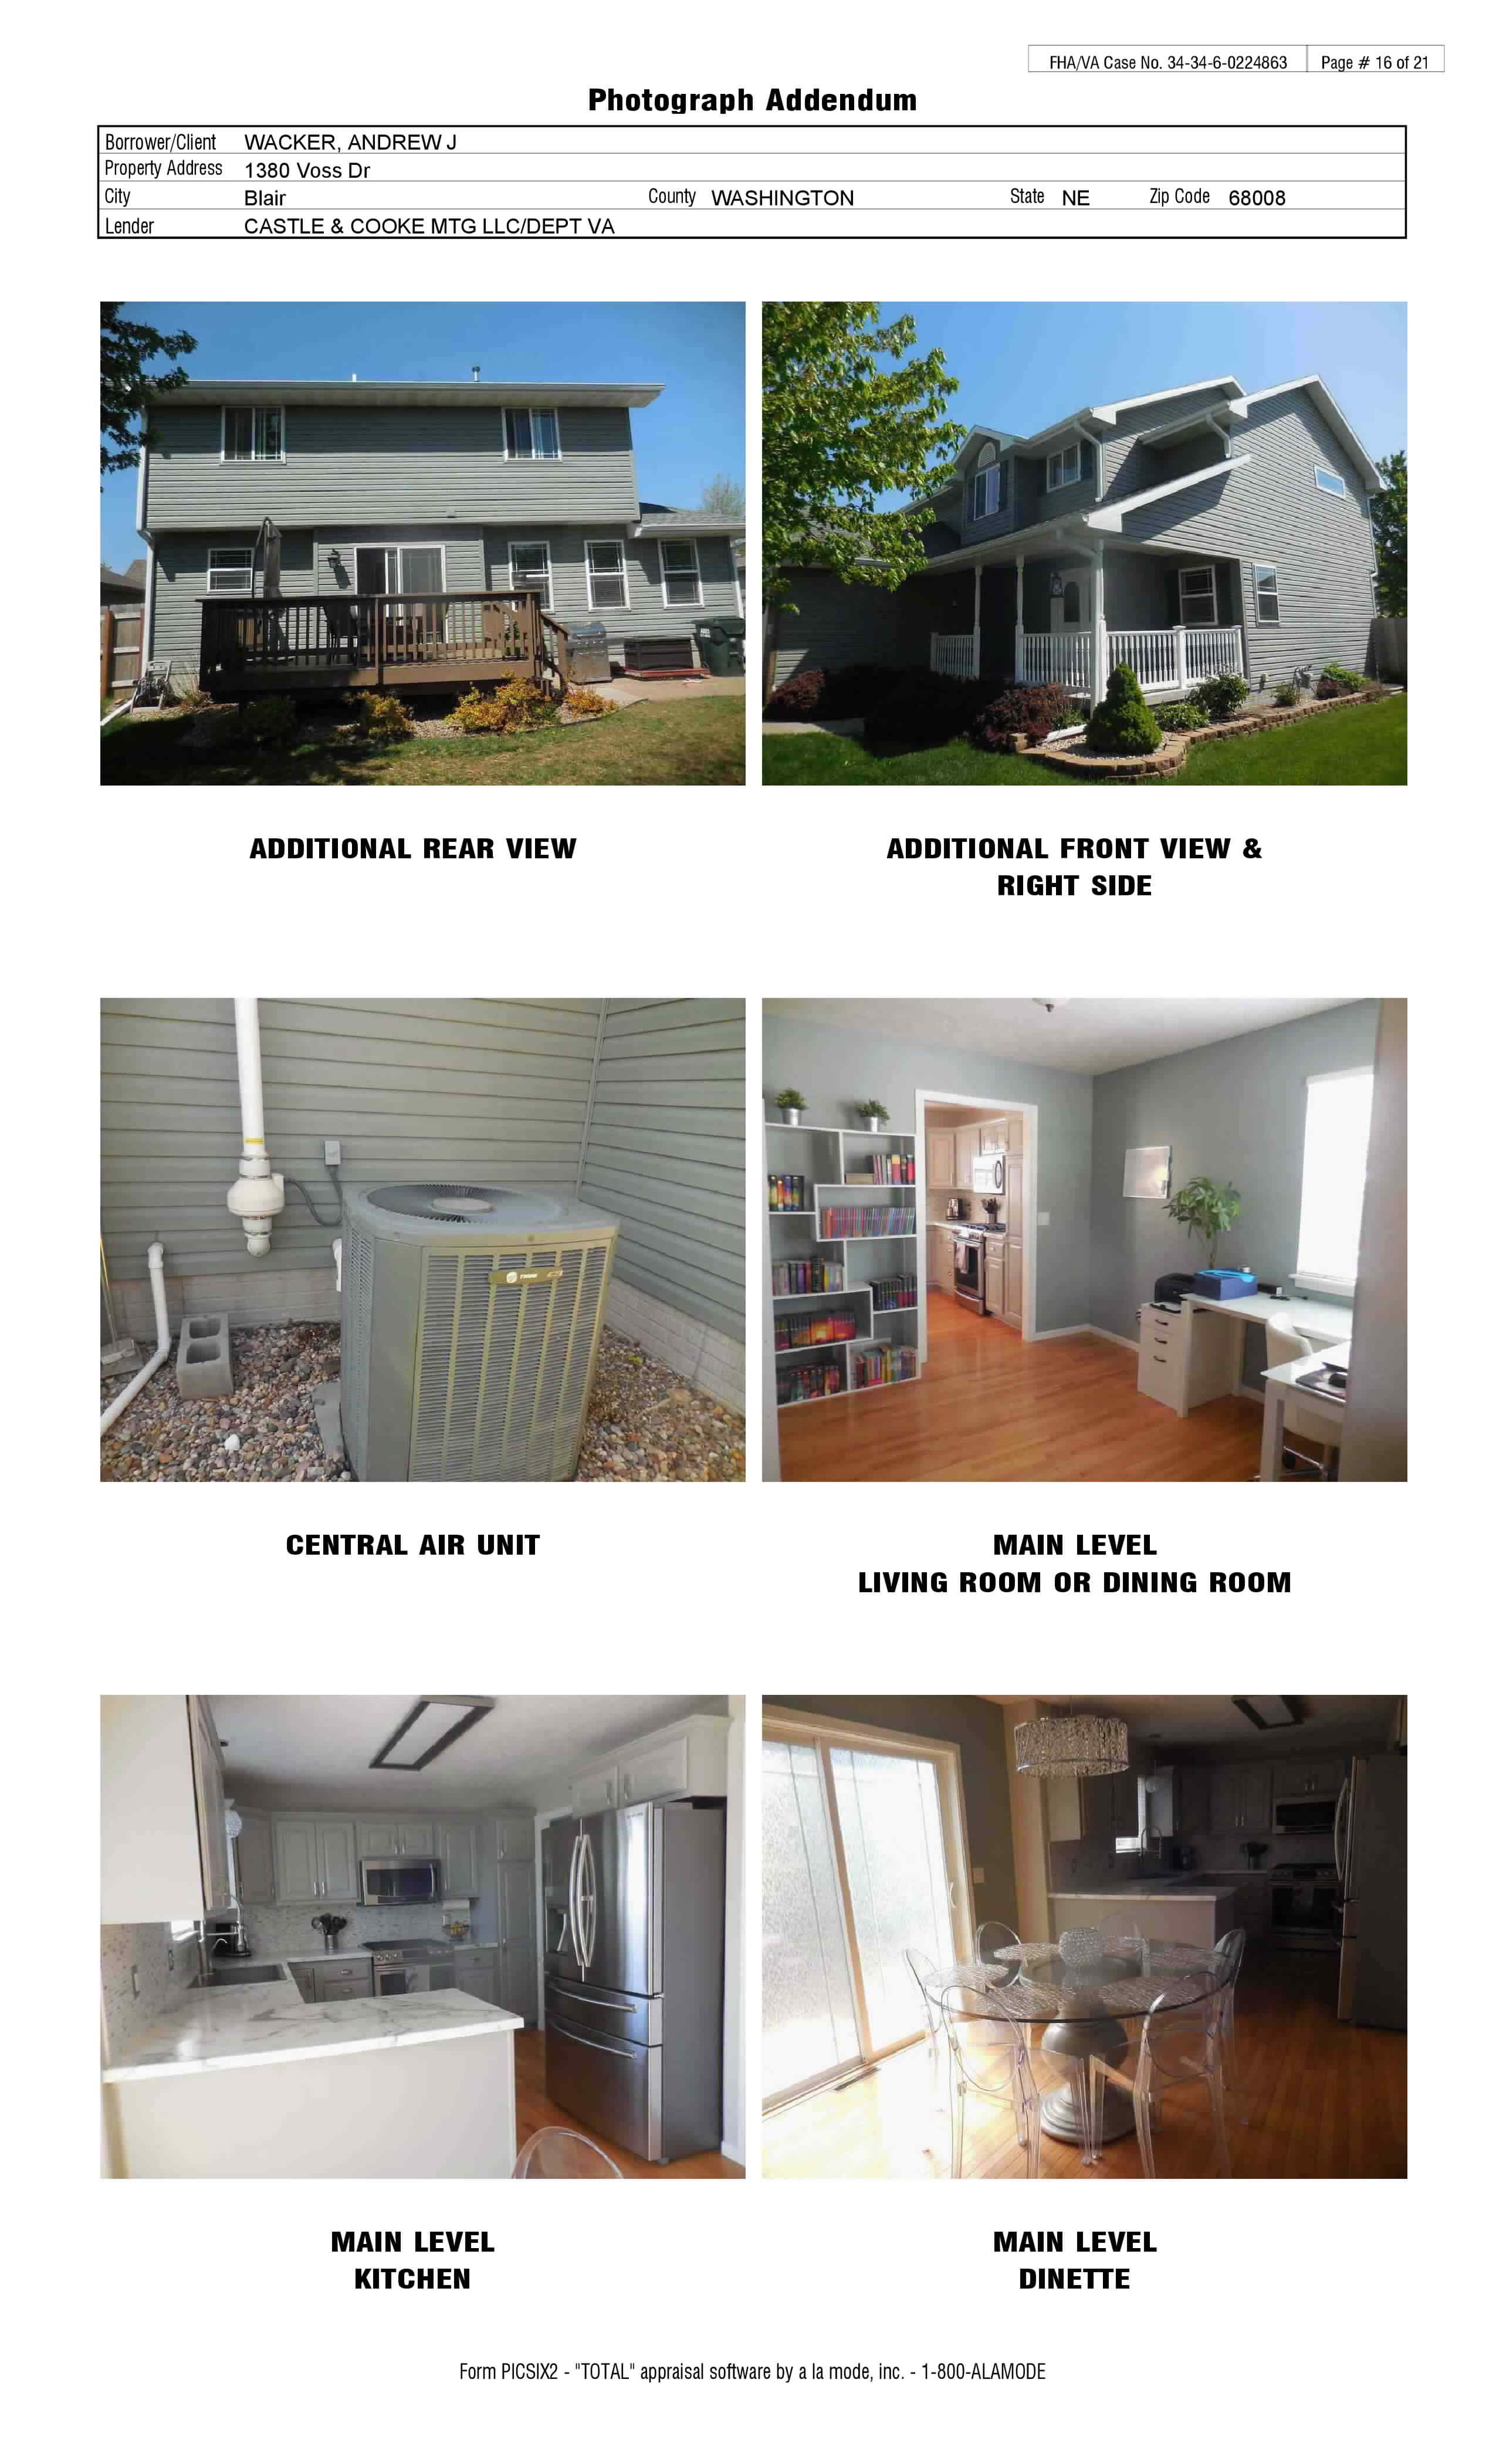 FHA/VA Case No. 34-34-6-0224863 Page # 16 of 21
Photograph Addendum
Borrower/Client WACKER, ANDREW J
Property Address 1380 Voss Dr
City Blair County WASHINGTON State NE Zip Code 68008
Lender CASTLE & COOKE MTG LLC/DEPT VA
ADDITIONAL REAR VIEW
ADDITIONAL FRONT VIEW &
RIGHT SIDE
TRANE
CENTRAL AIR UNIT
MAIN LEVEL
LIVING ROOM OR DINING ROOM
MAIN LEVEL
KITCHEN
MAIN LEVEL
DINETTE
Form PICSIX2 - "TOTAL" appraisal software by a la mode, inc. - 1-800-ALAMODE